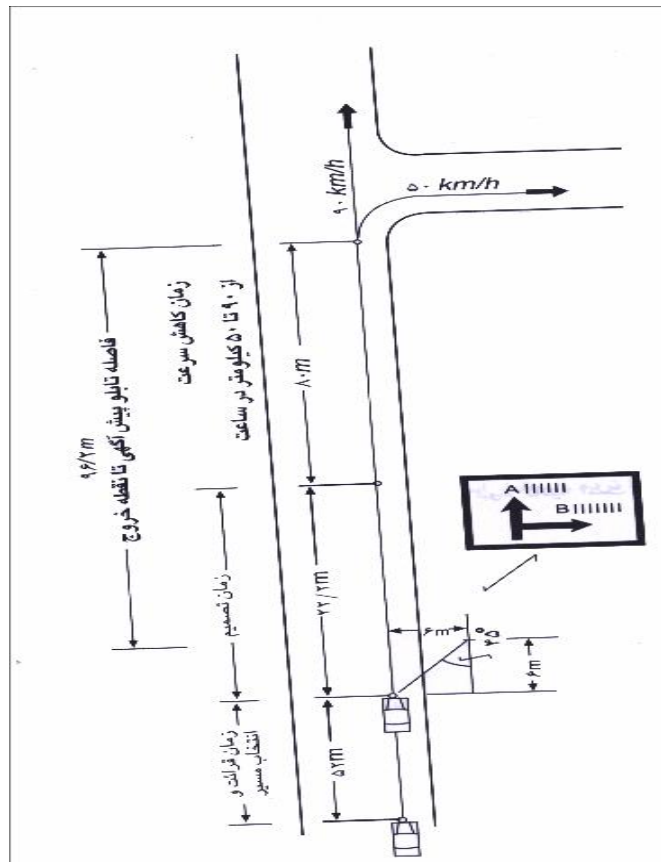 ۹۰ km/h
۵۰ km/h
فاصله تابلو پیش آگهی تا نقطه خروج
۹۶/۲ m
زمان کاهش سرعت
از ۹۰ تا ۵۰ کیلومتر در ساعت
۸۰m
A
B
زمان تصمیم
۲۲/۲m
۶m
۴۵°
۶m
زمان قرائت و
انتخاب مسیر
۵۲m